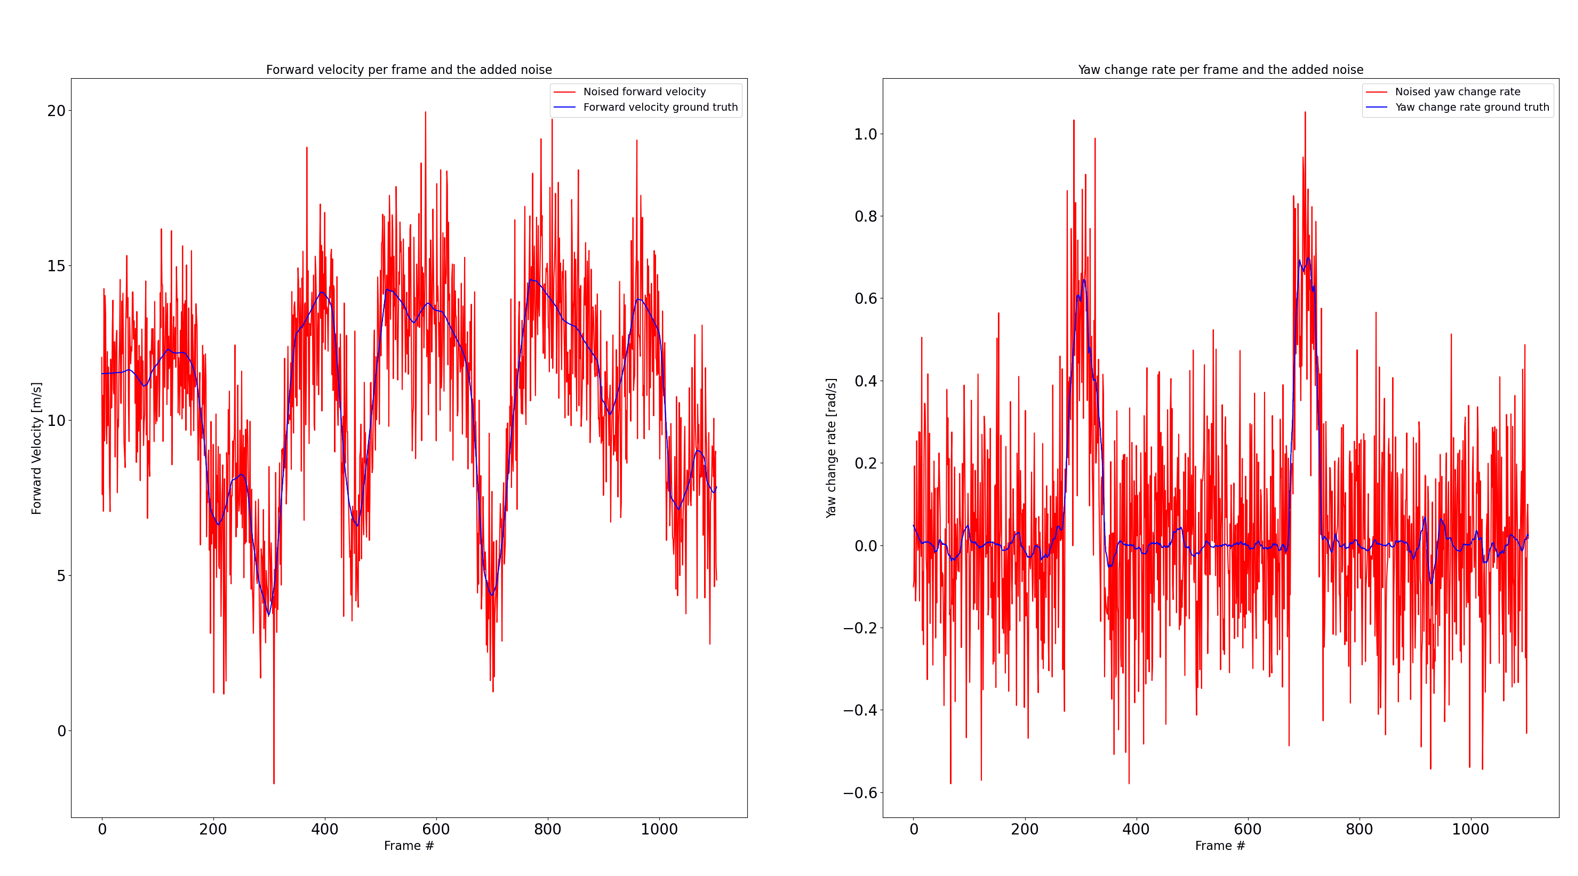 Forward velocity per frame and the added noise
Noised forward velocity
Forward velocity ground truth
20
15
10
5
0
Forward Velocity [m/s]
0 200 400 600 800 1000
Frame #
Yaw change rate per frame and the added noise
Noised yaw change rate
Yaw change rate ground truth
1.0
0.8
0.6
0.4
0.2
0.0
−0.2
−0.4
−0.6
Yaw change rate [rad/s]
0 200 400 600 800 1000
Frame #